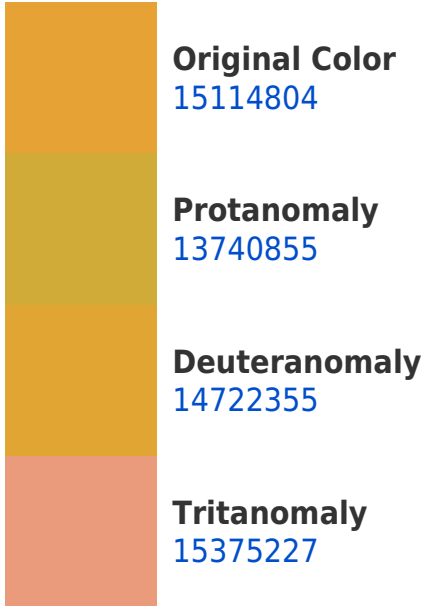 Original Color
15114804
Protanomaly
13740855
Deuteranomaly
14722355
Tritanomaly
15375227